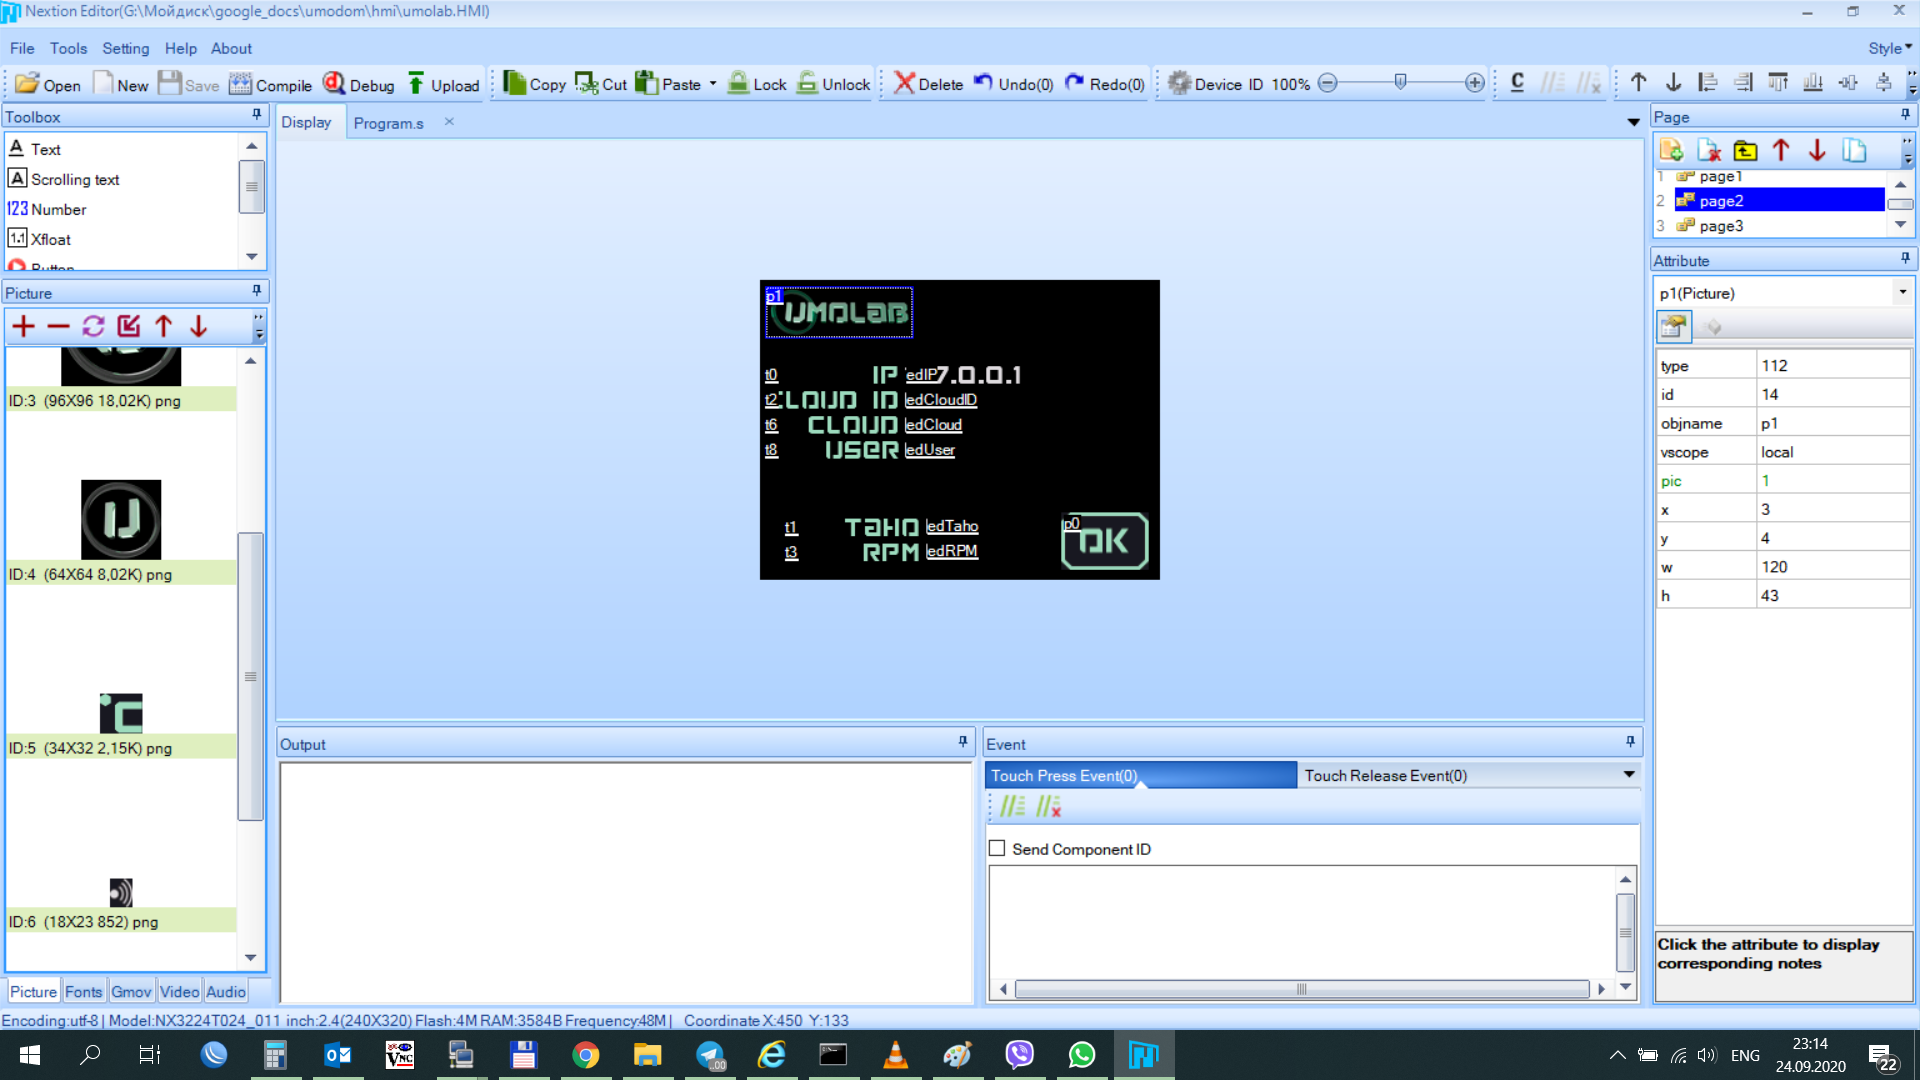 Nextion Editor(G:\Мойдиск\google_docs\umodom\hmi\umolab.HMI)
File Tools Setting Help About Style
Open New Save Compile Debug Upload Copy Cut Paste Lock Unlock Delete Undo(0) Redo(0) Device ID 100% C
Toolbox
Text
Scrolling text
123 Number
1.1 Xfloat
Button
Picture
ID:3 (96X96 18,02K) png
ID:4 (64X64 8,02K) png
ID:5 (34X32 2,15K) png
ID:6 (18X23 852) png
Picture Fonts Gmov Video Audio
Display Program.s
p1 UMOLAB
t0 IP edIP 7.0.0.1
t2 LOUD ID edCloudID
t6 CLOUD edCloud
t8 USER edUser
t1 TAHO edTaho
t3 RPM edRPM
p0 OK
Output
Event
Touch Press Event(0) Touch Release Event(0)
Send Component ID
Page
1 page1
2 page2
3 page3
Attribute
p1(Picture)
type 112
id 14
objname p1
vscope local
pic 1
x 3
y 4
w 120
h 43
Click the attribute to display
corresponding notes
Encoding:utf-8 | Model:NX3224T024_011 inch:2.4(240X320) Flash:4M RAM:3584B Frequency:48M | Coordinate X:450 Y:133
ENG
23:14
24.09.2020
22